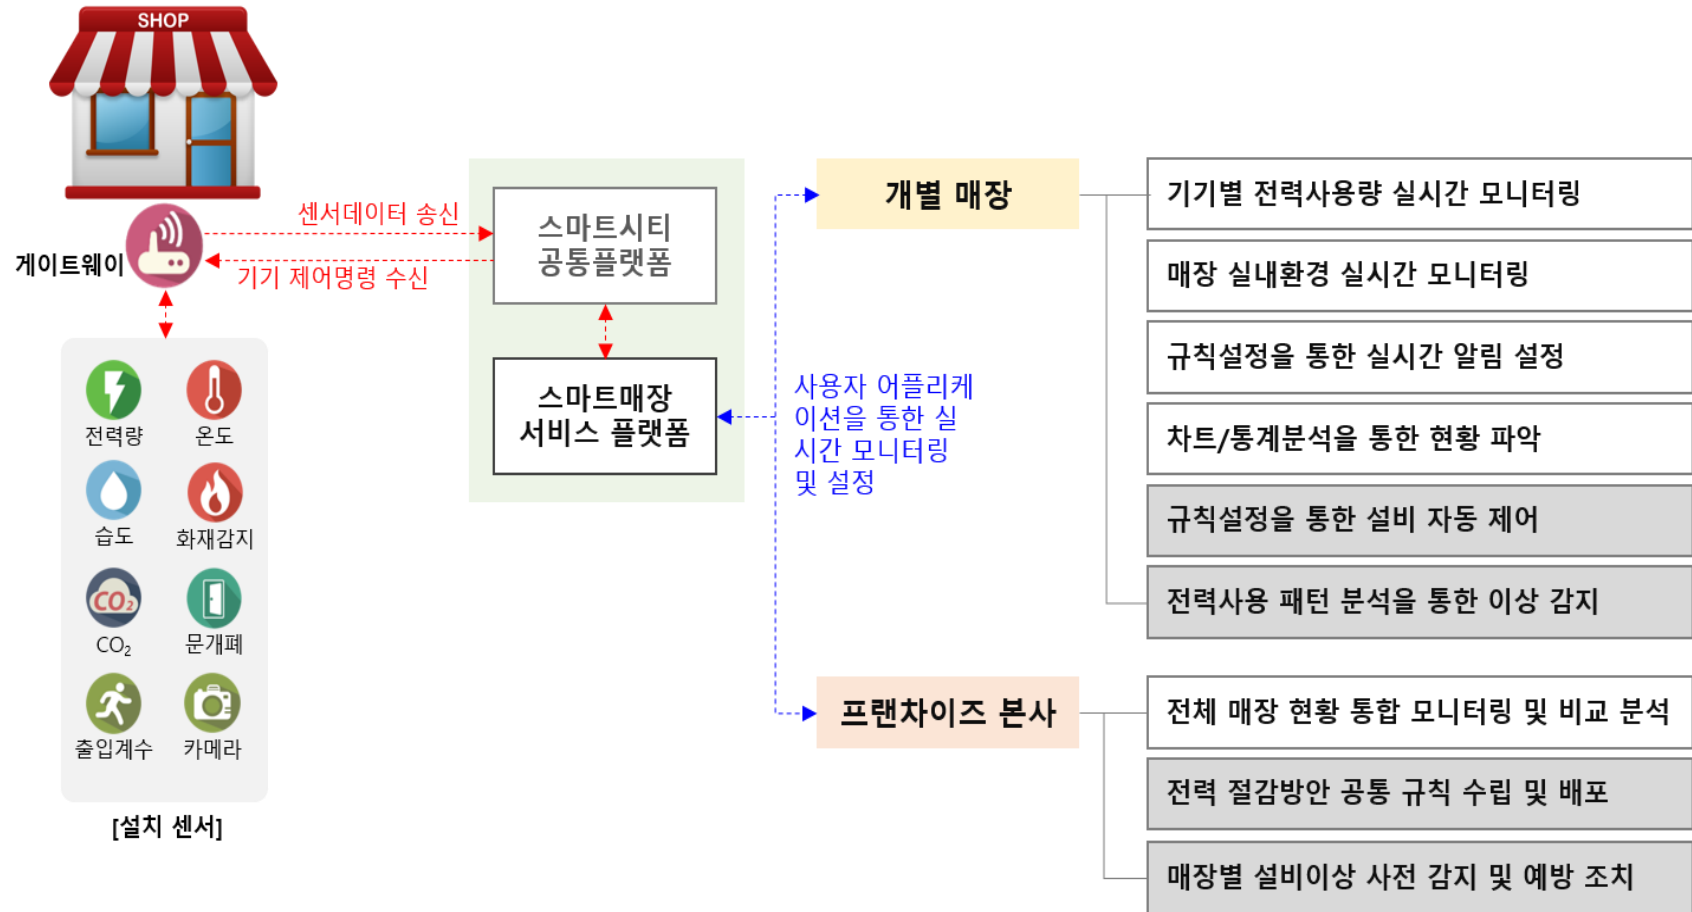 SHOP
게이트웨이
센서데이터 송신
기기 제어명령 수신
전력량
온도
습도
화재감지
CO2
CO₂
문개폐
출입계수
카메라
[설치 센서]
스마트시티
공통플랫폼
스마트매장
서비스 플랫폼
사용자 어플리케
이션을 통한 실
시간 모니터링
및 설정
개별 매장
기기별 전력사용량 실시간 모니터링
매장 실내환경 실시간 모니터링
규칙설정을 통한 실시간 알림 설정
차트/통계분석을 통한 현황 파악
규칙설정을 통한 설비 자동 제어
전력사용 패턴 분석을 통한 이상 감지
프랜차이즈 본사
전체 매장 현황 통합 모니터링 및 비교 분석
전력 절감방안 공통 규칙 수립 및 배포
매장별 설비이상 사전 감지 및 예방 조치